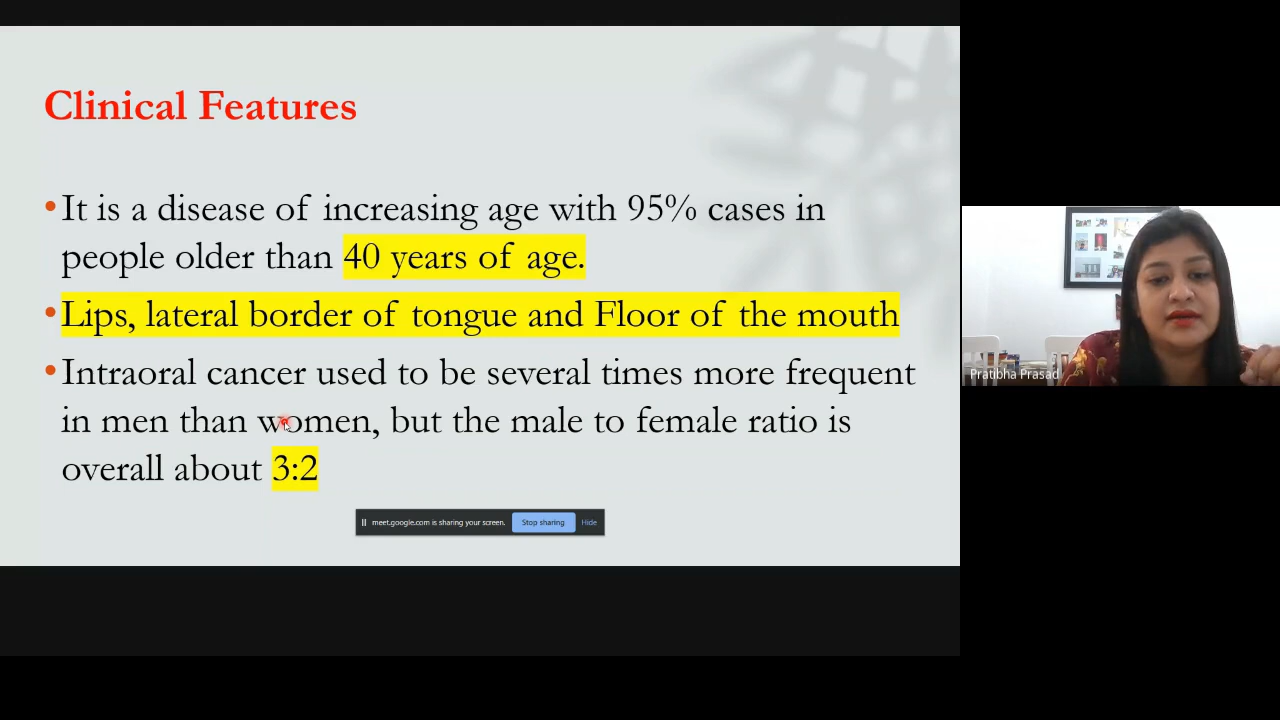 Clinical Features
•It is a disease of increasing age with 95% cases in
people older than 40 years of age.
•Lips, lateral border of tongue and Floor of the mouth
•Intraoral cancer used to be several times more frequent
in men than women, but the male to female ratio is
overall about 3:2
meet.google.com is sharing your screen. Stop sharing Hide
Pratibha Prasad